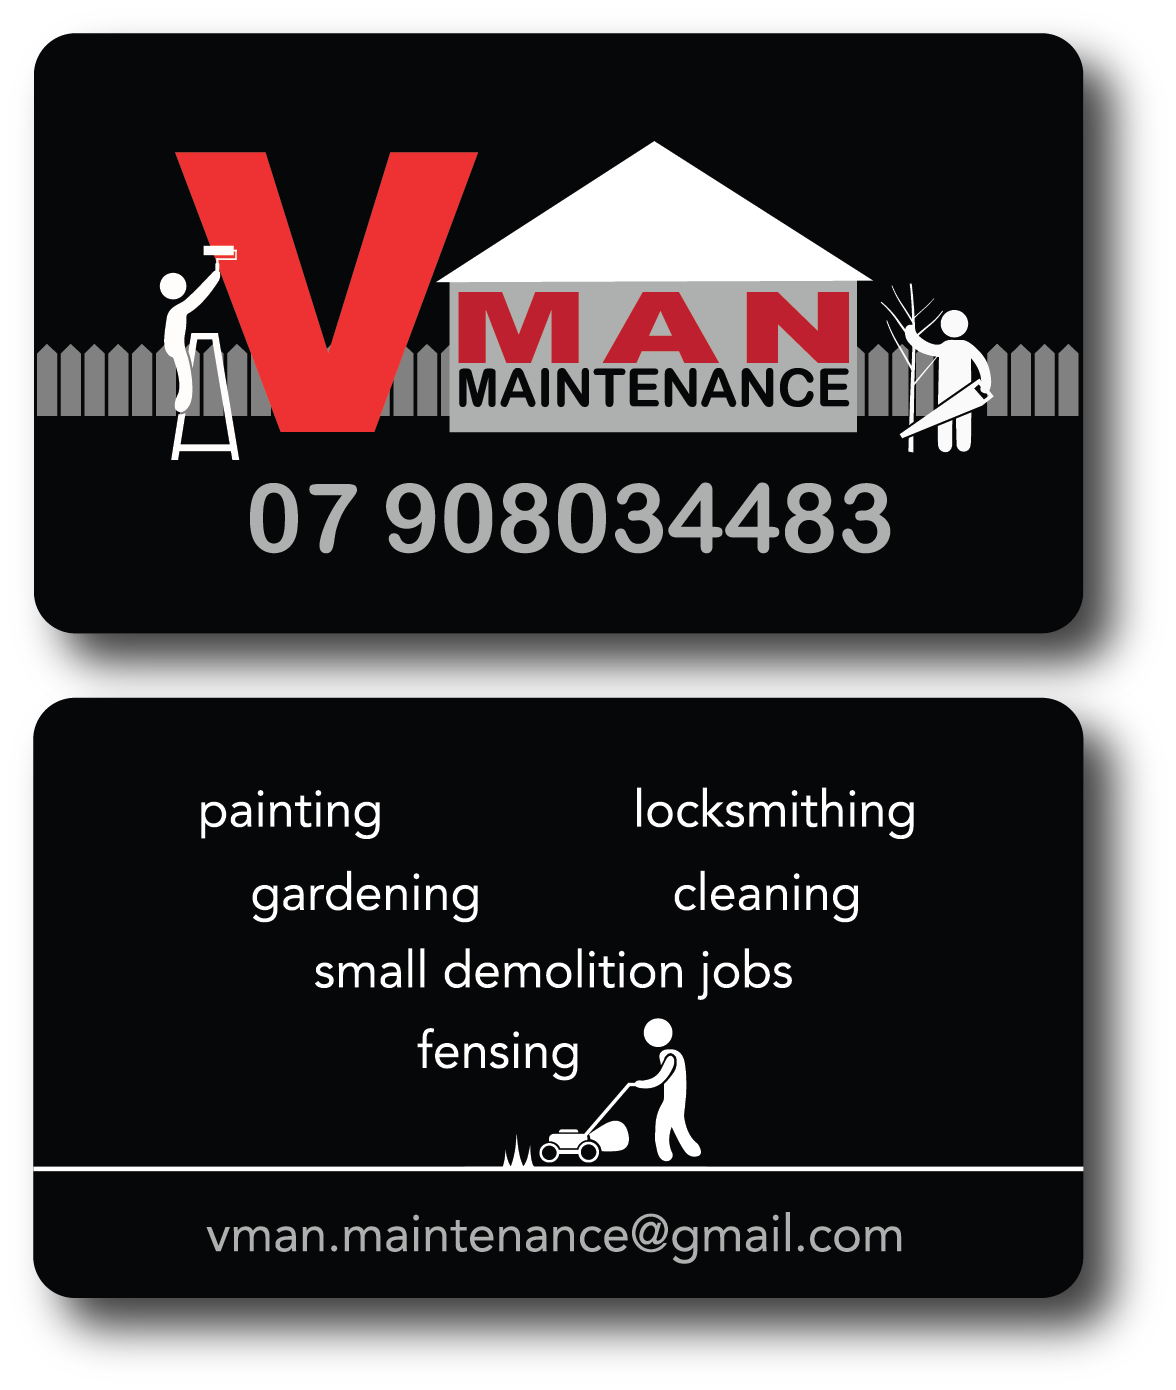 V MAN
MAINTENANCE
07 908034483
painting locksmithing
gardening cleaning
small demolition jobs
fensing
vman.maintenance@gmail.com